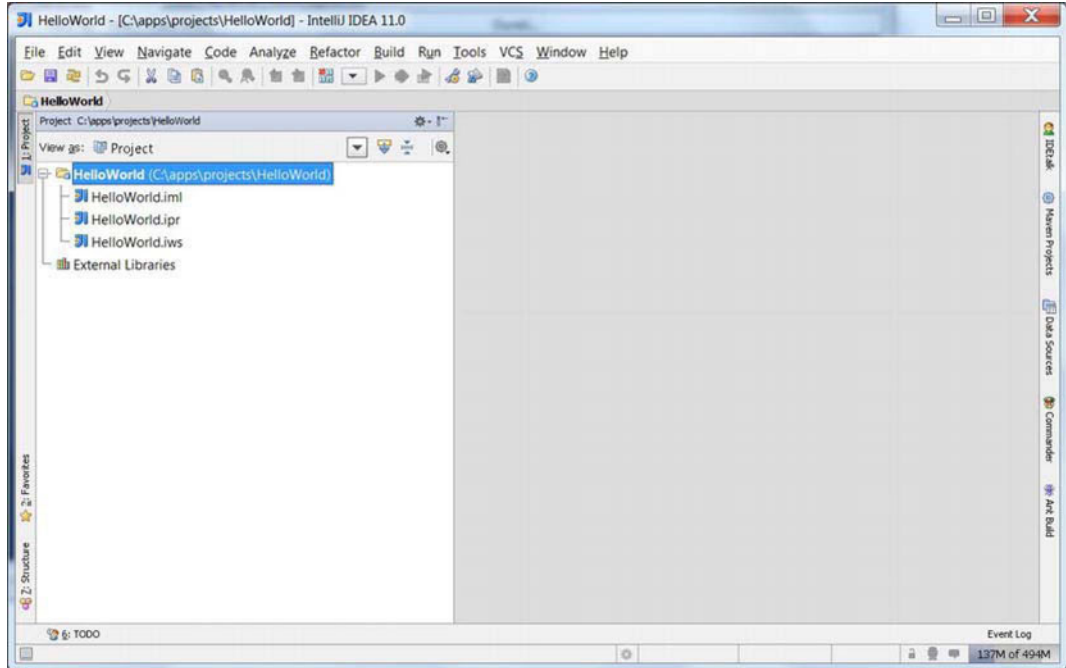 HelloWorld - [C:\apps\projects\HelloWorld] - IntelliJ IDEA 11.0
File Edit View Navigate Code Analyze Refactor Build Run Tools VCS Window Help
HelloWorld
Project C:\apps\projects\HelloWorld
View as: Project
HelloWorld (C:\apps\projects\HelloWorld)
HelloWorld.iml
HelloWorld.ipr
HelloWorld.iws
External Libraries
1: Project
2: Favorites
7: Structure
IDEtalk
Maven Projects
Data Sources
Commander
Ant Build
6: TODO
Event Log
137M of 494M